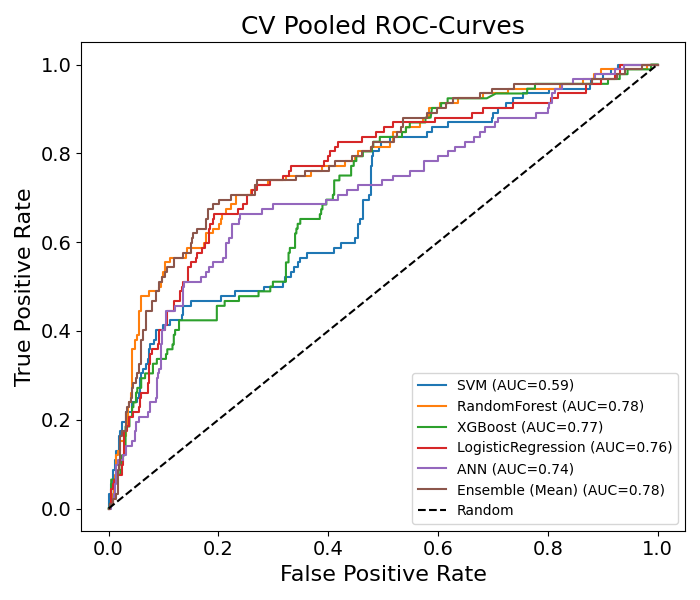 CV Pooled ROC-Curves
True Positive Rate
1.0
0.8
0.6
0.4
0.2
0.0
0.0 0.2 0.4 0.6 0.8 1.0
False Positive Rate
SVM (AUC=0.59)
RandomForest (AUC=0.78)
XGBoost (AUC=0.77)
LogisticRegression (AUC=0.76)
ANN (AUC=0.74)
Ensemble (Mean) (AUC=0.78)
Random